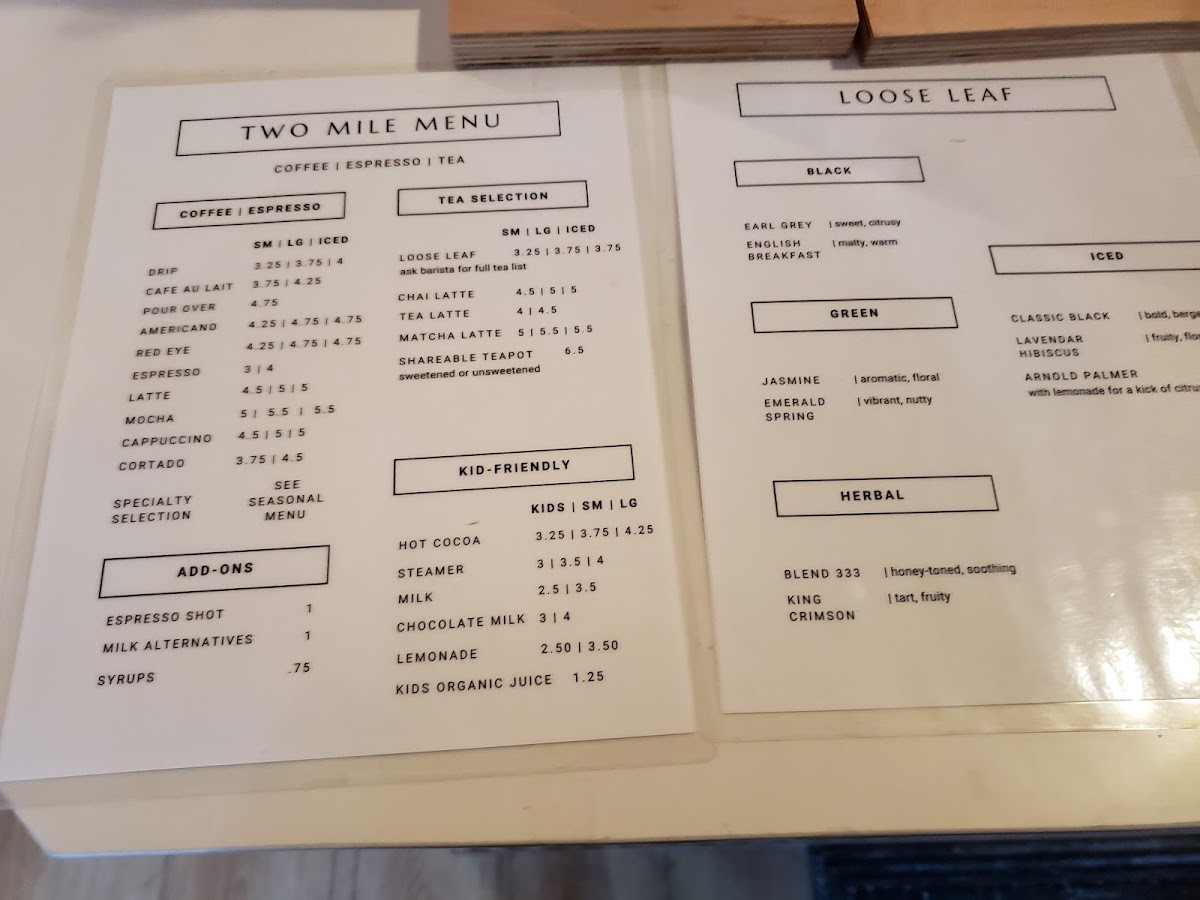 TWO MILE MENU
COFFEE | ESPRESSO | TEA
COFFEE | ESPRESSO
SM | LG | ICED
DRIP 3.25 | 3.75 | 4
CAFE AU LAIT 3.75 | 4.25
POUR OVER 4.75
AMERICANO 4.25 | 4.75 | 4.75
RED EYE 4.25 | 4.75 | 4.75
ESPRESSO 3 | 4
LATTE 4.5 | 5 | 5
MOCHA 5 | 5.5 | 5.5
CAPPUCCINO 4.5 | 5 | 5
CORTADO 3.75 | 4.5
SPECIALTY SELECTION SEE SEASONAL MENU
ADD-ONS
ESPRESSO SHOT 1
MILK ALTERNATIVES 1
SYRUPS .75
TEA SELECTION
SM | LG | ICED
LOOSE LEAF 3.25 | 3.75 | 3.75
ask barista for full tea list
CHAI LATTE 4.5 | 5 | 5
TEA LATTE 4 | 4.5
MATCHA LATTE 5 | 5.5 | 5.5
SHAREABLE TEAPOT 6.5
sweetened or unsweetened
KID-FRIENDLY
KIDS | SM | LG
HOT COCOA 3.25 | 3.75 | 4.25
STEAMER 3 | 3.5 | 4
MILK 2.5 | 3.5
CHOCOLATE MILK 3 | 4
LEMONADE 2.50 | 3.50
KIDS ORGANIC JUICE 1.25
LOOSE LEAF
BLACK
EARL GREY | sweet, citrusy
ENGLISH BREAKFAST | malty, warm
GREEN
JASMINE | aromatic, floral
EMERALD SPRING | vibrant, nutty
HERBAL
BLEND 333 | honey-toned, soothing
KING CRIMSON | tart, fruity
ICED
CLASSIC BLACK | bold,
LAVENDAR HIBISCUS | fruity,
ARNOLD PALMER
with lemonade for a kick of